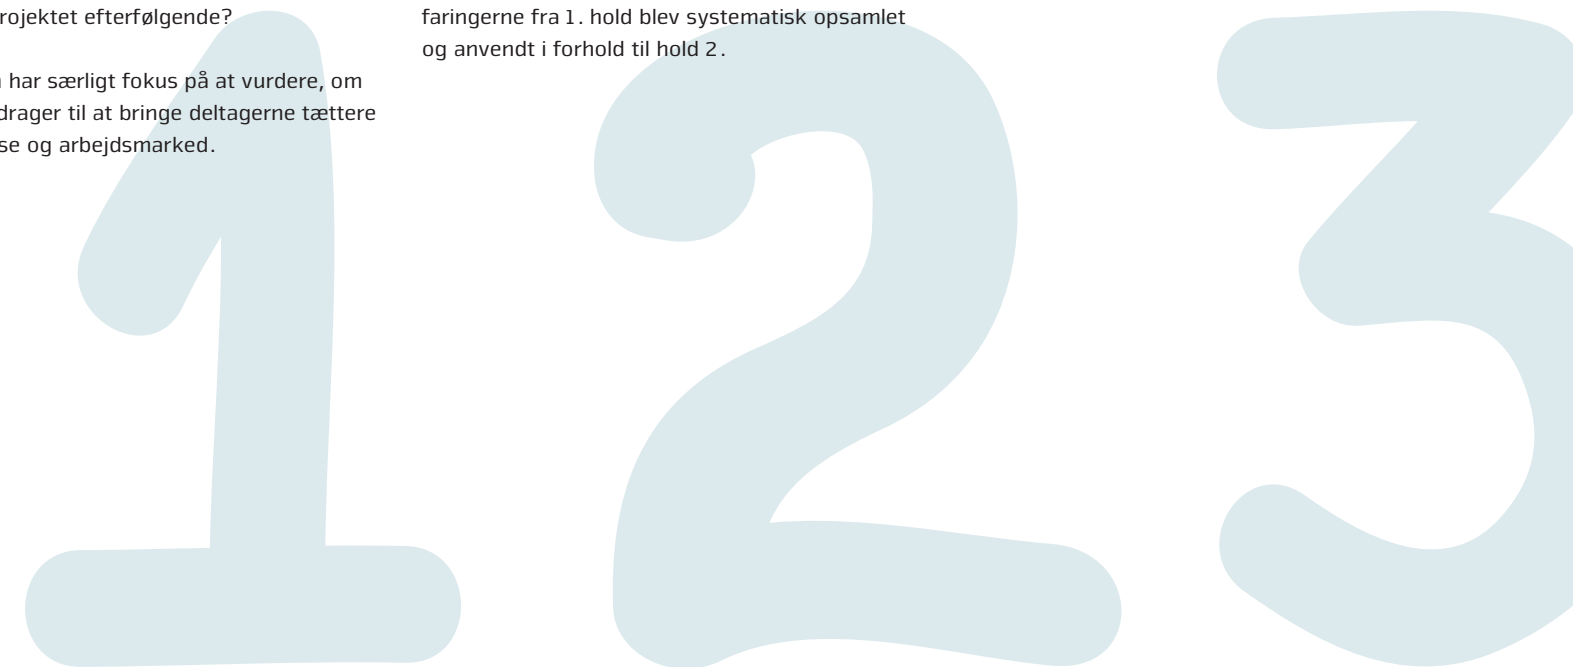 rojektet efterfølgende?
har særligt fokus på at vurdere, om
drager til at bringe deltagerne tættere
se og arbejdsmarked.
faringerne fra 1. hold blev systematisk opsamlet
og anvendt i forhold til hold 2.
1 2 3